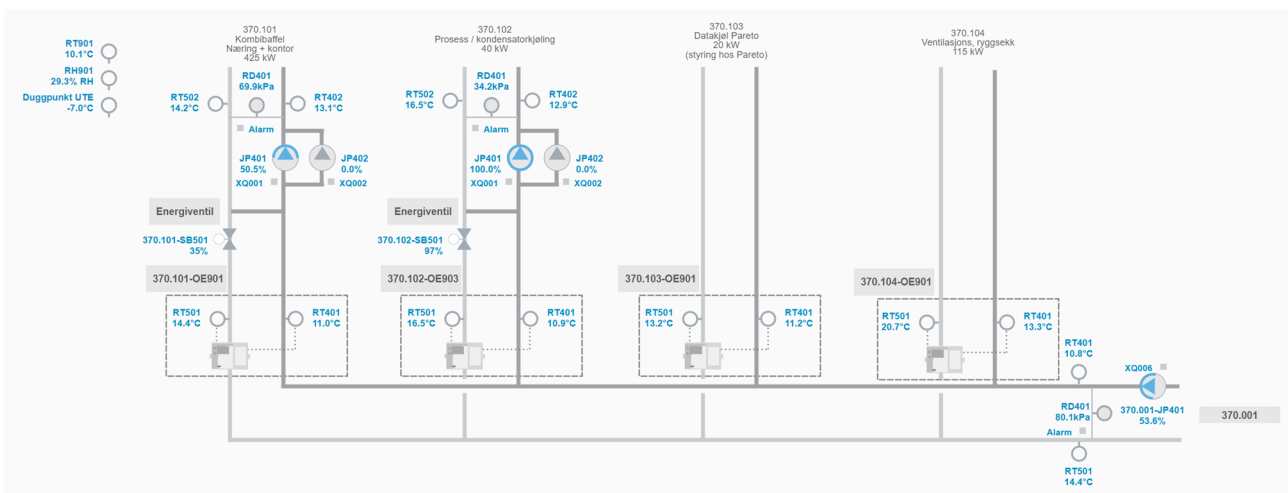 RT901
10.1°C
RH901
29.3% RH
Duggpunkt UTE
-7.0°C
370.101
Kombibaffel
Næring + kontor
425 kW
RD401
69.9kPa
RT502
14.2°C
RT402
13.1°C
Alarm
JP401
50.5%
JP402
0.0%
XQ001
XQ002
Energiventil
370.101-SB501
35%
370.101-OE901
RT501
14.4°C
RT401
11.0°C
370.102
Prosess / kondensatorkjøling
40 kW
RD401
34.2kPa
RT502
16.5°C
RT402
12.9°C
Alarm
JP401
100.0%
JP402
0.0%
XQ001
XQ002
Energiventil
370.102-SB501
97%
370.102-OE903
RT501
16.5°C
RT401
10.9°C
370.103
Datakjøl Pareto
20 kW
(styring hos Pareto)
370.103-OE901
RT501
13.2°C
RT401
11.2°C
370.104
Ventilasjons, ryggsekk
115 kW
370.104-OE901
RT501
20.7°C
RT401
13.3°C
RT401
10.8°C
XQ006
RD401
80.1kPa
370.001-JP401
53.6%
370.001
Alarm
RT501
14.4°C